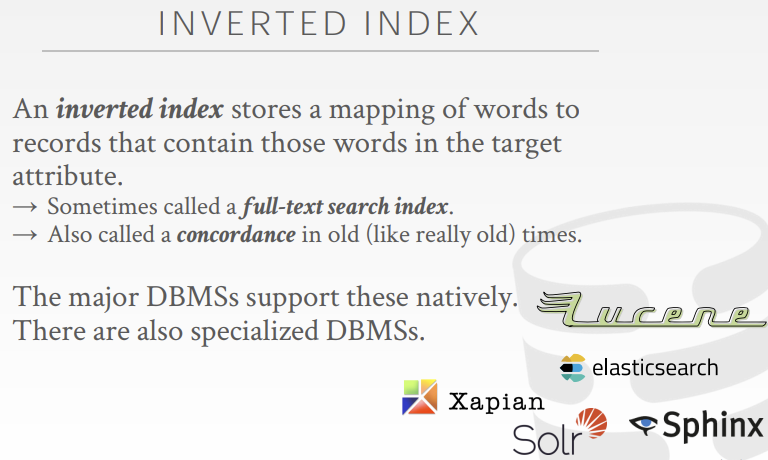 INVERTED INDEX
An inverted index stores a mapping of words to
records that contain those words in the target
attribute.
→ Sometimes called a full-text search index.
→ Also called a concordance in old (like really old) times.
The major DBMSs support these natively.
There are also specialized DBMSs.
Lucene
elasticsearch
Xapian
Solr
Sphinx